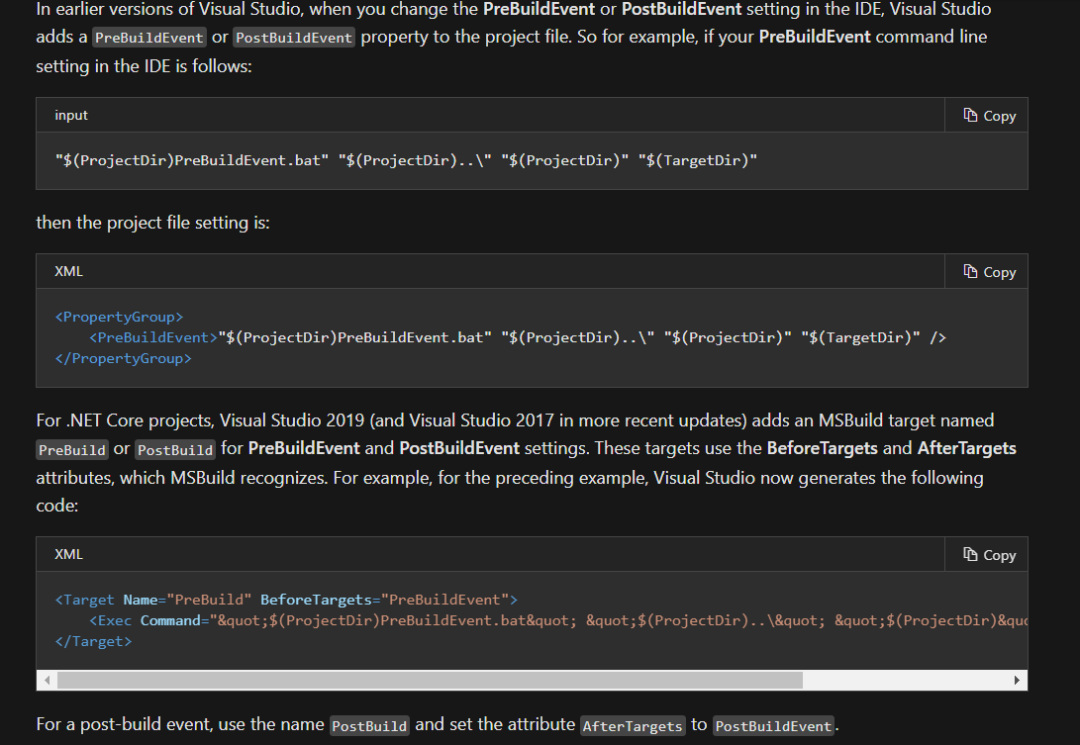 In earlier versions of Visual Studio, when you change the PreBuildEvent or PostBuildEvent setting in the IDE, Visual Studio
adds a PreBuildEvent or PostBuildEvent property to the project file. So for example, if your PreBuildEvent command line
setting in the IDE is follows:
input Copy
"$(ProjectDir)PreBuildEvent.bat" "$(ProjectDir)..\" "$(ProjectDir)" "$(TargetDir)"
then the project file setting is:
XML Copy
<PropertyGroup>
    <PreBuildEvent>"$(ProjectDir)PreBuildEvent.bat" "$(ProjectDir)..\" "$(ProjectDir)" "$(TargetDir)" />
</PropertyGroup>
For .NET Core projects, Visual Studio 2019 (and Visual Studio 2017 in more recent updates) adds an MSBuild target named
PreBuild or PostBuild for PreBuildEvent and PostBuildEvent settings. These targets use the BeforeTargets and AfterTargets
attributes, which MSBuild recognizes. For example, for the preceding example, Visual Studio now generates the following
code:
XML Copy
<Target Name="PreBuild" BeforeTargets="PreBuildEvent">
    <Exec Command="&quot;$(ProjectDir)PreBuildEvent.bat&quot; &quot;$(ProjectDir)..\&quot; &quot;$(ProjectDir)&quo
</Target>
For a post-build event, use the name PostBuild and set the attribute AfterTargets to PostBuildEvent.